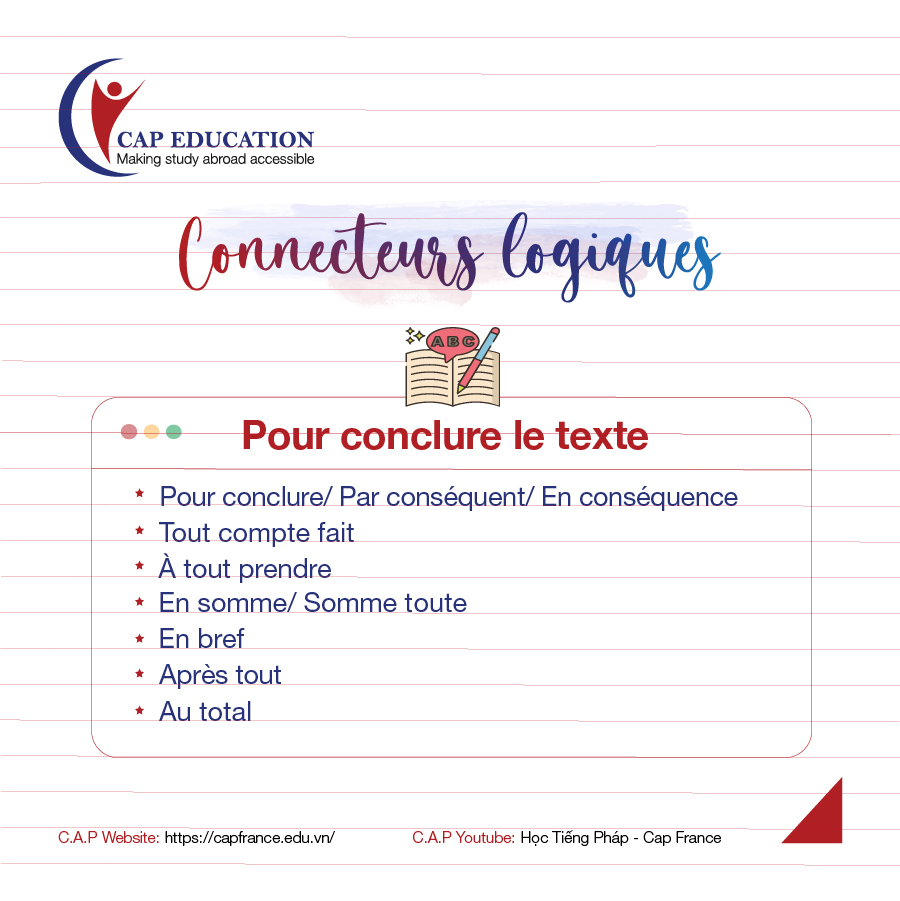 CAP EDUCATION
Making study abroad accessible
Connecteurs logiques
ABC
Pour conclure le texte
Pour conclure/ Par conséquent/ En conséquence
Tout compte fait
À tout prendre
En somme/ Somme toute
En bref
Après tout
Au total
C.A.P Website: https://capfrance.edu.vn/
C.A.P Youtube: Học Tiếng Pháp - Cap France